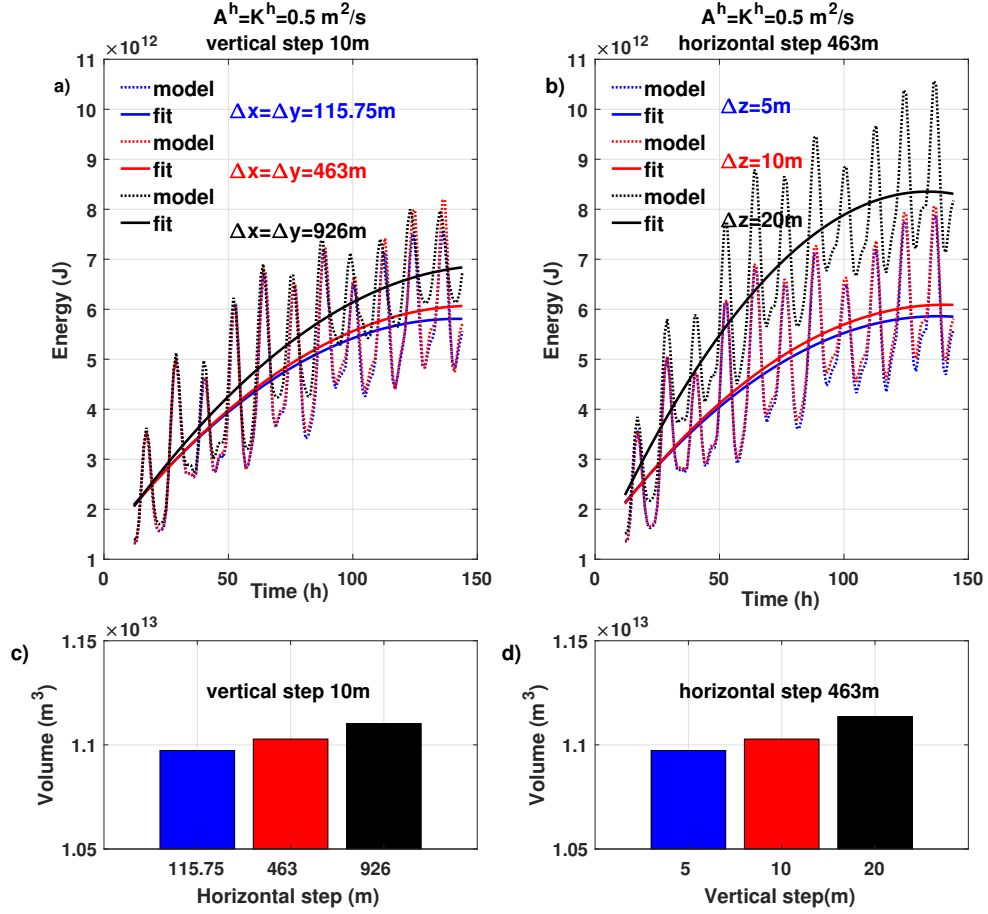 A^h=K^h=0.5 m^2/s
vertical step 10m
×10^12
a)
11
10
9
8
7
6
5
4
3
2
1
Energy (J)
model
fit
model
fit
model
fit
Δx=Δy=115.75m
Δx=Δy=463m
Δx=Δy=926m
0
50
100
150
Time (h)
A^h=K^h=0.5 m^2/s
horizontal step 463m
×10^12
b)
11
10
9
8
7
6
5
4
3
2
1
Energy (J)
model
fit
model
fit
model
fit
Δz=5m
Δz=10m
Δz=20m
0
50
100
150
Time (h)
c)
×10^13
1.15
1.1
1.05
Volume (m^3)
vertical step 10m
115.75
463
926
Horizontal step (m)
d)
×10^13
1.15
1.1
1.05
Volume (m^3)
horizontal step 463m
5
10
20
Vertical step(m)